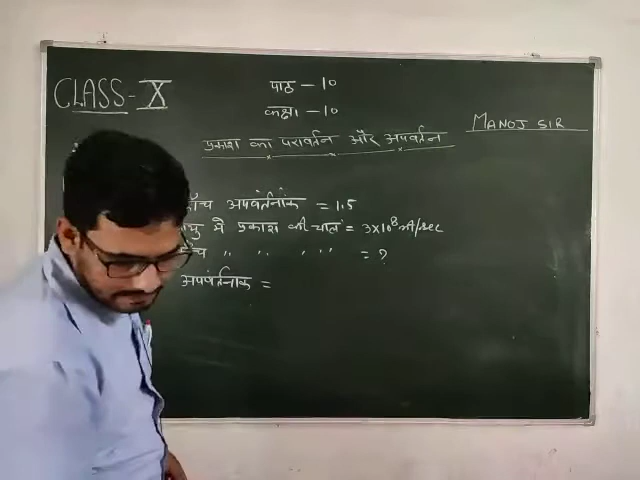 CLASS-X
पाठ - 10
कक्षा - 10
MANOJ SIR
प्रकाश का परावर्तन और अपवर्तन
अपवर्तनांक = 1.5
में प्रकाश की चाल = 3x10⁸ मी/sec
" " " " = ?
अपवर्तनांक =